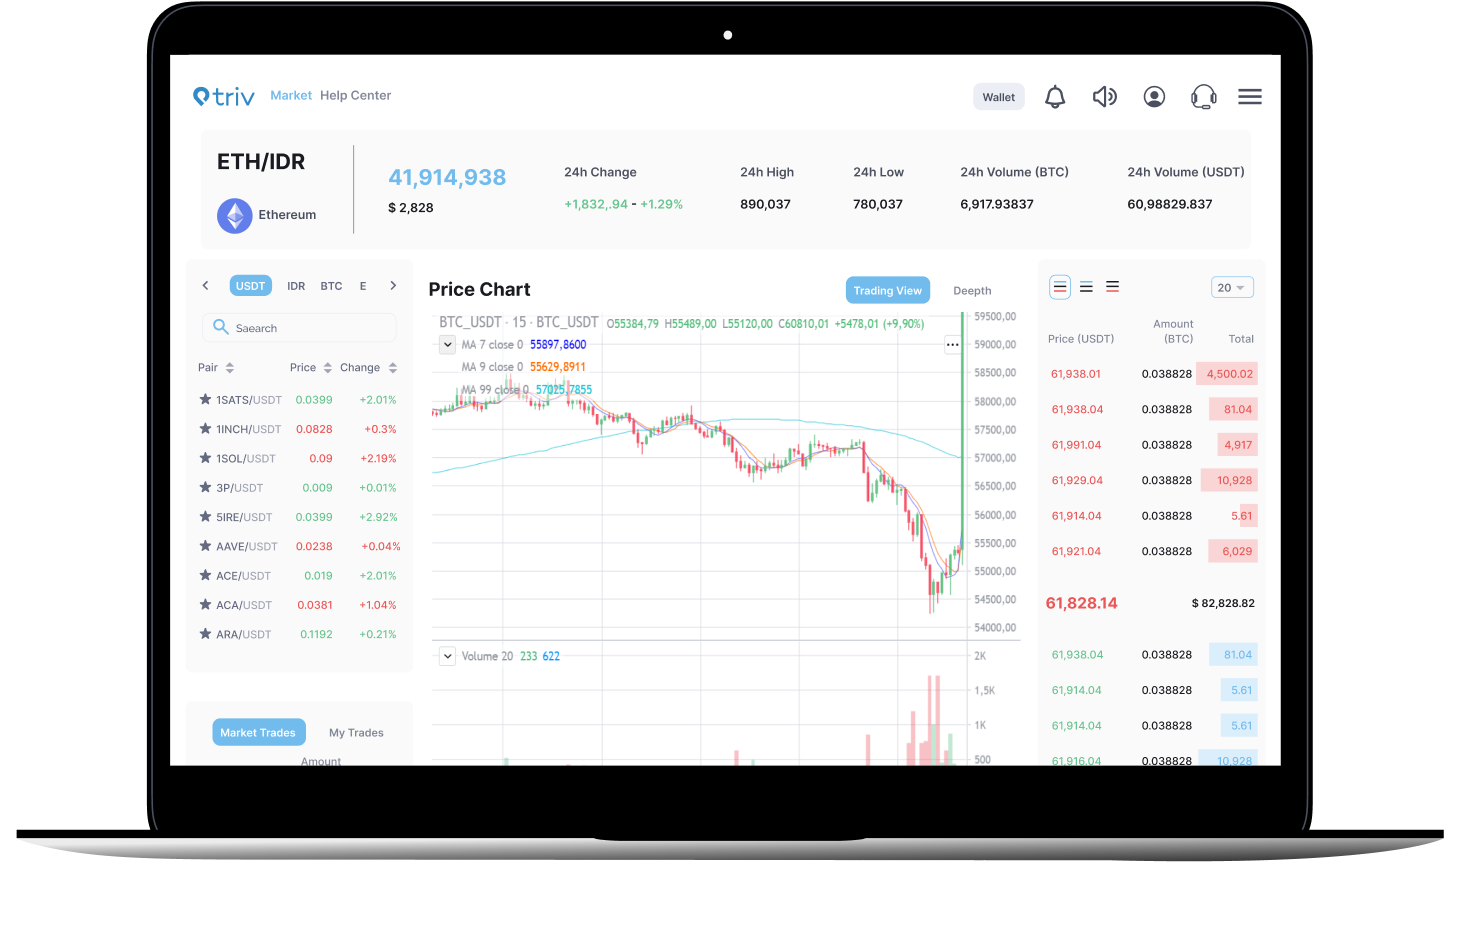 triv Market Help Center
Wallet
ETH/IDR
Ethereum
41,914,938
$ 2,828
24h Change
+1,832,.94 - +1.29%
24h High
890,037
24h Low
780,037
24h Volume (BTC)
6,917.93837
24h Volume (USDT)
60,98829.837
USDT IDR BTC E
Saearch
Pair Price Change
1SATS/USDT 0.0399 +2.01%
1INCH/USDT 0.0828 +0.3%
1SOL/USDT 0.09 +2.19%
3P/USDT 0.009 +0.01%
5IRE/USDT 0.0399 +2.92%
AAVE/USDT 0.0238 +0.04%
ACE/USDT 0.019 +2.01%
ACA/USDT 0.0381 +1.04%
ARA/USDT 0.1192 +0.21%
Market Trades My Trades
Amount
Price Chart
Trading View Deepth
BTC_USDT · 15 · BTC_USDT O55384,79 H55489,00 L55120,00 C60810,01 +5478,01 (+9,90%)
MA 7 close 0 55897,8600
MA 9 close 0 55629,8911
MA 99 close 0 57025,7855
59500,00
59000,00
58500,00
58000,00
57500,00
57000,00
56500,00
56000,00
55500,00
55000,00
54500,00
54000,00
Volume 20 233 622
2K
1,5K
1K
500
20
Price (USDT) Amount (BTC) Total
61,938.01 0.038828 4,500.02
61,938.04 0.038828 81.04
61,991.04 0.038828 4,917
61,929.04 0.038828 10,928
61,914.04 0.038828 5.61
61,921.04 0.038828 6,029
61,828.14 $ 82,828.82
61,938.04 0.038828 81.04
61,914.04 0.038828 5.61
61,914.04 0.038828 5.61
61,916.04 0.038828 10,928